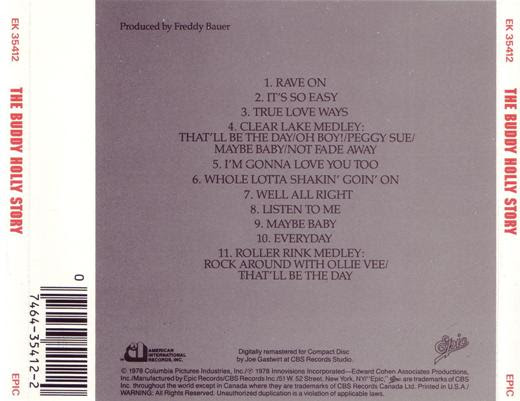 EK 35412
THE BUDDY HOLLY STORY
EPIC
Produced by Freddy Bauer
1. RAVE ON
2. IT'S SO EASY
3. TRUE LOVE WAYS
4. CLEAR LAKE MEDLEY:
THAT'LL BE THE DAY/OH BOY!/PEGGY SUE/
MAYBE BABY/NOT FADE AWAY
5. I'M GONNA LOVE YOU TOO
6. WHOLE LOTTA SHAKIN' GOIN' ON
7. WELL ALL RIGHT
8. LISTEN TO ME
9. MAYBE BABY
10. EVERYDAY
11. ROLLER RINK MEDLEY:
ROCK AROUND WITH OLLIE VEE/
THAT'LL BE THE DAY
0
7464-35412-2
AMERICAN
INTERNATIONAL
RECORDS, INC.
Digitally remastered for Compact Disc
by Joe Gastwirt at CBS Records Studio.
Epic
© 1978 Columbia Pictures Industries, Inc./℗ 1978 Innovisions Incorporated—Edward Cohen Associates Productions,
Inc./Manufactured by Epic Records/CBS Records Inc./51 W. 52 Street, New York, NY/"Epic," Epic are trademarks of CBS
Inc. throughout the world except in Canada where they are trademarks of CBS Records Canada Ltd. Printed in U.S.A./
WARNING: All Rights Reserved. Unauthorized duplication is a violation of applicable laws.
EK 35412
THE BUDDY HOLLY STORY
EPIC